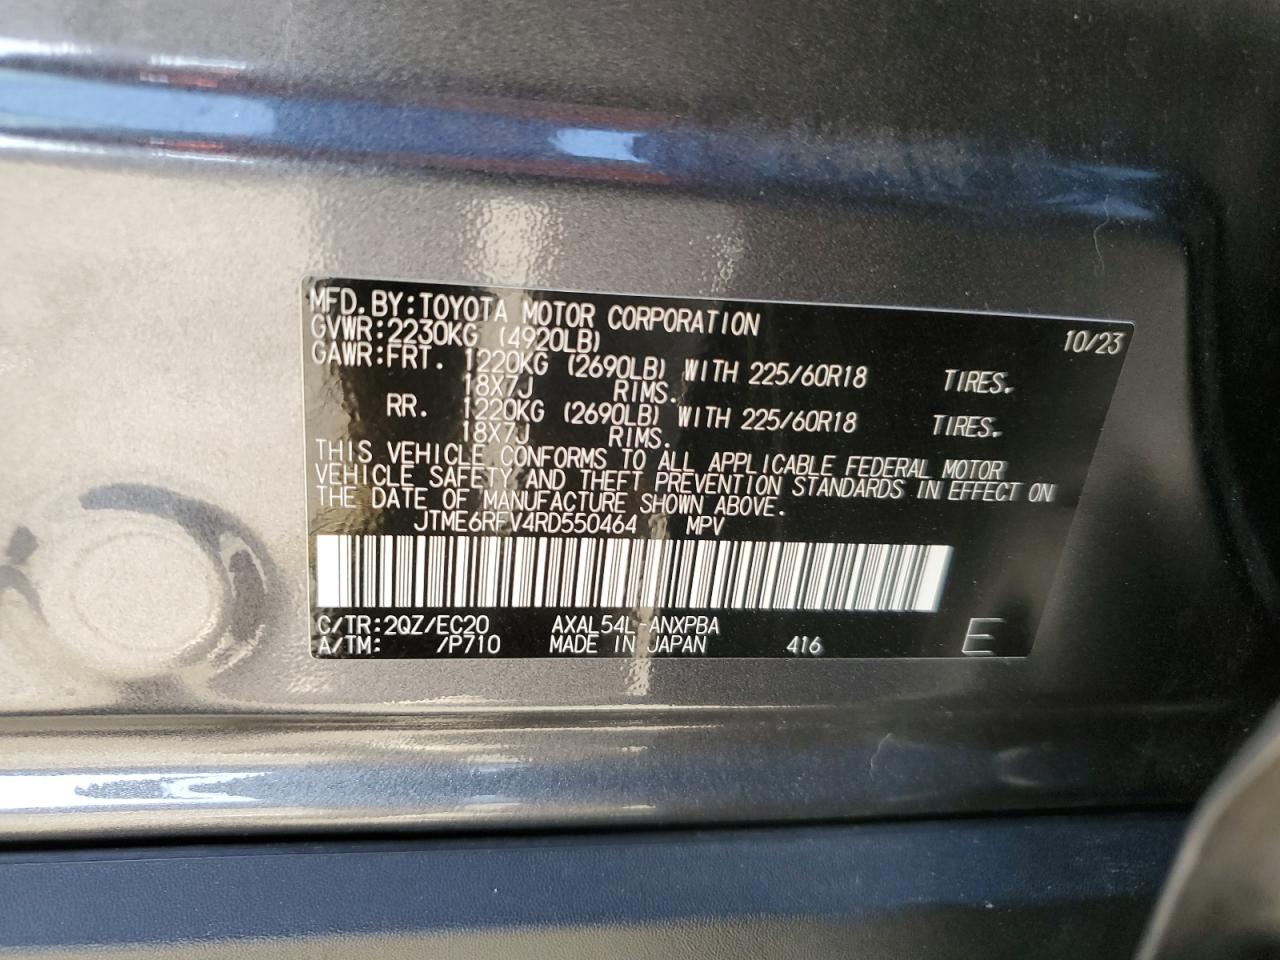 MFD. BY: TOYOTA MOTOR CORPORATION 10/23
GVWR: 2230KG (4920LB)
GAWR: FRT. 1220KG (2690LB) WITH 225/60R18 TIRES.
18X7J RIMS.
RR. 1220KG (2690LB) WITH 225/60R18 TIRES.
18X7J RIMS.
THIS VEHICLE CONFORMS TO ALL APPLICABLE FEDERAL MOTOR
VEHICLE SAFETY AND THEFT PREVENTION STANDARDS IN EFFECT ON
THE DATE OF MANUFACTURE SHOWN ABOVE.
JTME6RFV4RD550464 MPV
C/TR: 2QZ/EC20 AXAL54L-ANXPBA
A/TM: /P710 MADE IN JAPAN 416 E